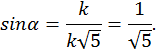 sinα = k/(k√5) = 1/√5.